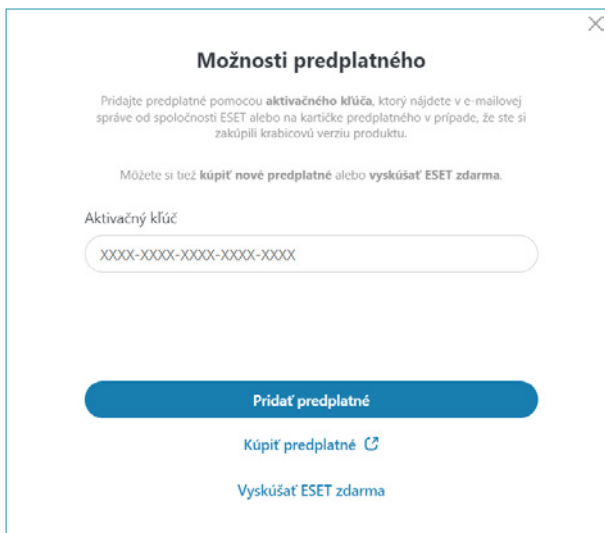 Možnosti predplatného
Pridajte predplatné pomocou aktivačného kľúča, ktorý nájdete v e-mailovej
správe od spoločnosti ESET alebo na kartičke predplatného v prípade, že ste si
zakúpili krabicovú verziu produktu.
Môžete si tiež kúpiť nové predplatné alebo vyskúšať ESET zdarma.
Aktivačný kľúč
XXXX-XXXX-XXXX-XXXX-XXXX
Pridať predplatné
Kúpiť predplatné
Vyskúšať ESET zdarma